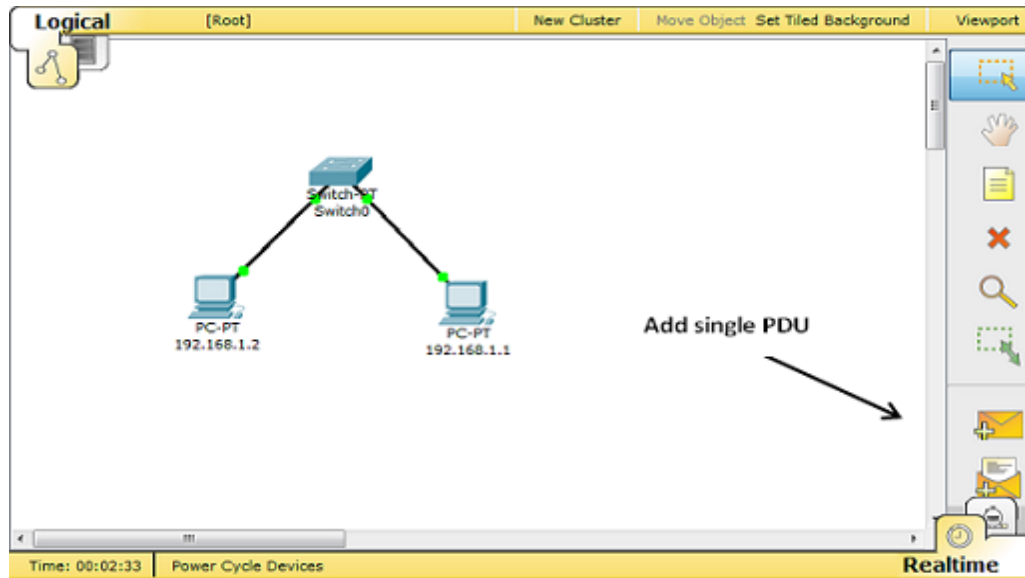 Logical [Root] New Cluster Move Object Set Tiled Background Viewport
Switch-PT
Switch0
PC-PT
192.168.1.2
PC-PT
192.168.1.1
Add single PDU
Time: 00:02:33 Power Cycle Devices Realtime